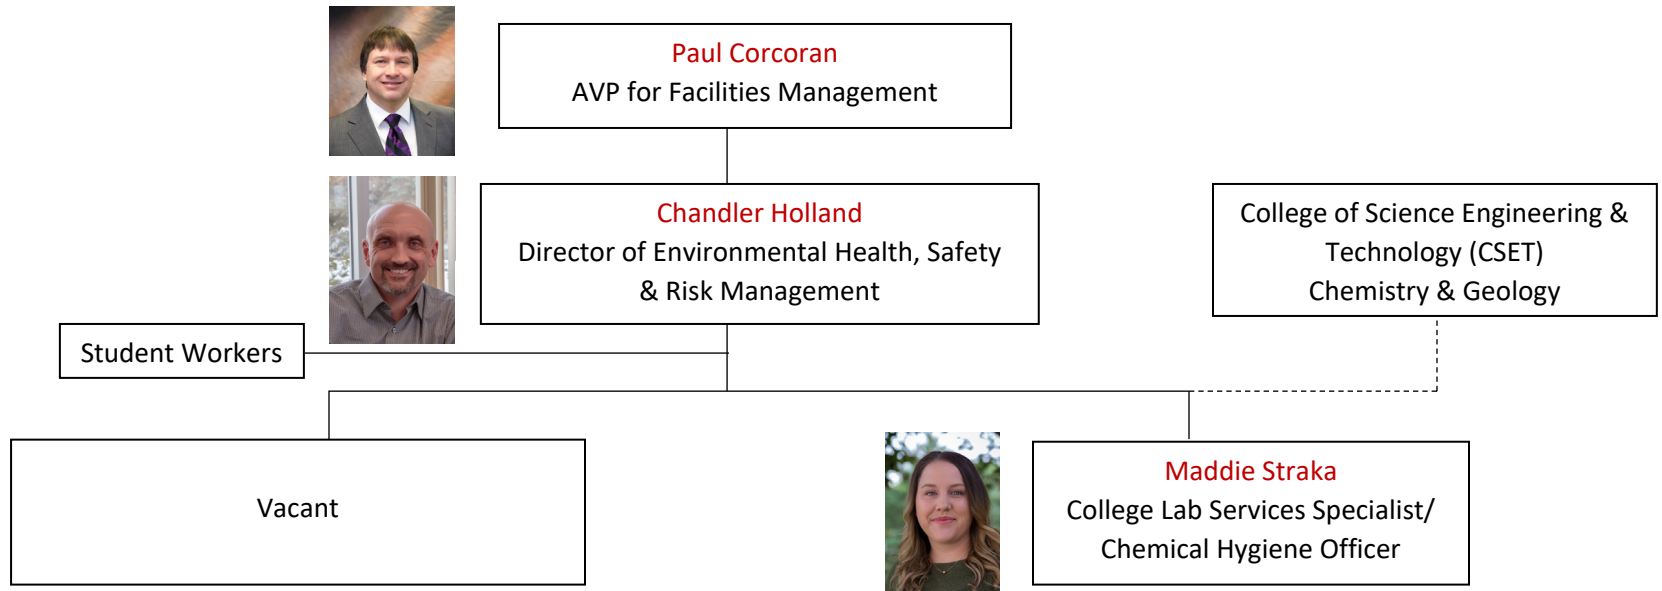 Paul Corcoran
AVP for Facilities Management
Chandler Holland
Director of Environmental Health, Safety
& Risk Management
College of Science Engineering &
Technology (CSET)
Chemistry & Geology
Student Workers
Vacant
Maddie Straka
College Lab Services Specialist/
Chemical Hygiene Officer